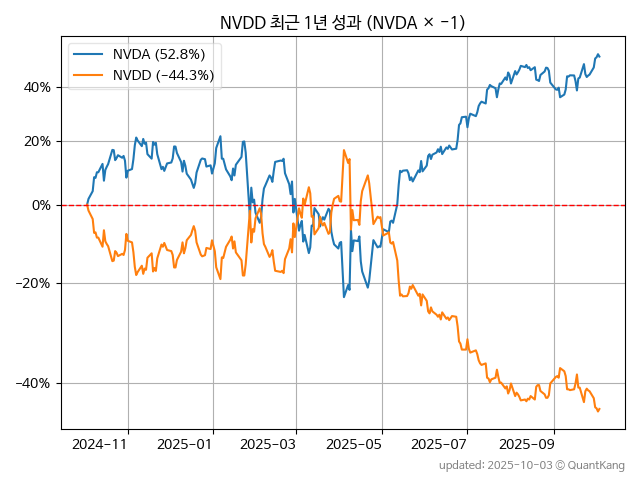 NVDD 최근 1년 성과 (NVDA × −1)
NVDA (52.8%)
NVDD (−44.3%)
40%
20%
0%
−20%
−40%
2024−11
2025−01
2025−03
2025−05
2025−07
2025−09
updated: 2025-10-03 © QuantKang